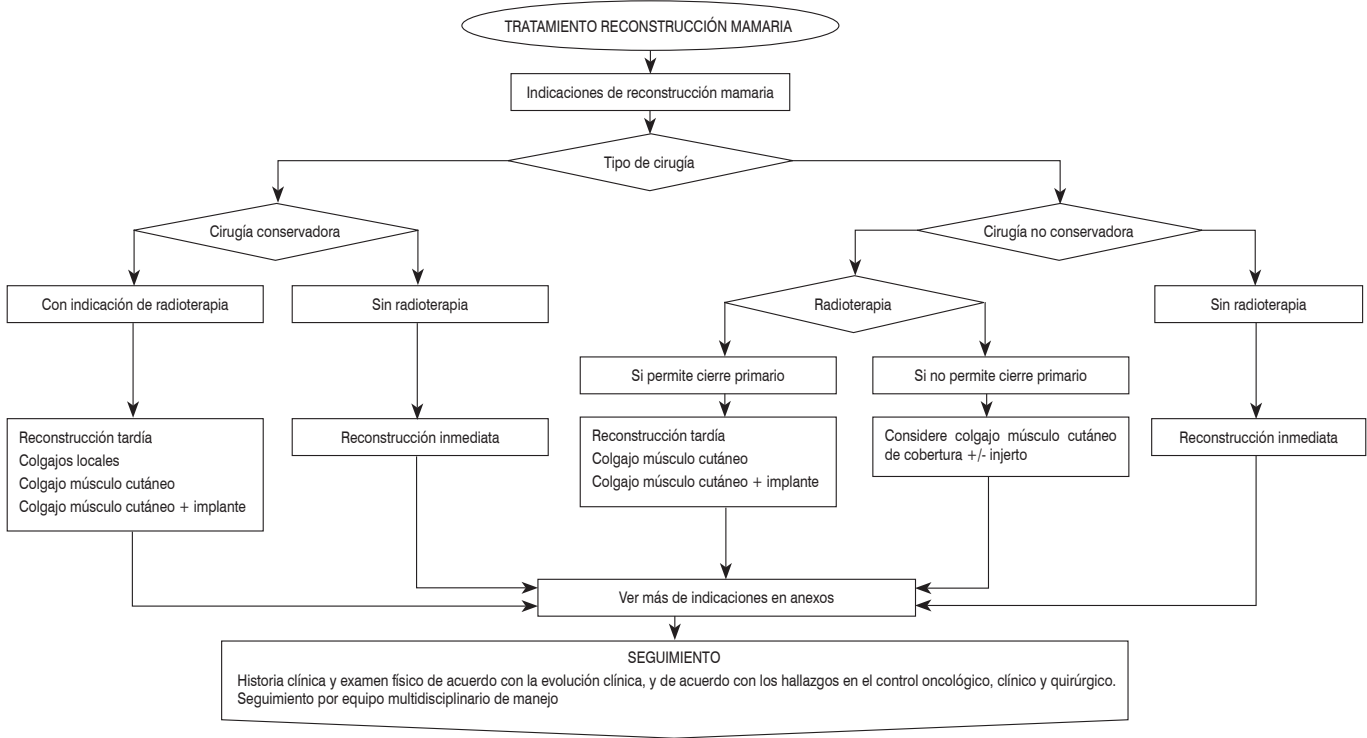 TRATAMIENTO RECONSTRUCCIÓN MAMARIA
Indicaciones de reconstrucción mamaria
Tipo de cirugía
Cirugía conservadora
Cirugía no conservadora
Con indicación de radioterapia
Sin radioterapia
Radioterapia
Sin radioterapia
Si permite cierre primario
Si no permite cierre primario
Reconstrucción tardía
Colgajos locales
Colgajo músculo cutáneo
Colgajo músculo cutáneo + implante
Reconstrucción inmediata
Reconstrucción tardía
Colgajo músculo cutáneo
Colgajo músculo cutáneo + implante
Considere colgajo músculo cutáneo
de cobertura +/- injerto
Reconstrucción inmediata
Ver más de indicaciones en anexos
SEGUIMIENTO
Historia clínica y examen físico de acuerdo con la evolución clínica, y de acuerdo con los hallazgos en el control oncológico, clínico y quirúrgico.
Seguimiento por equipo multidisciplinario de manejo